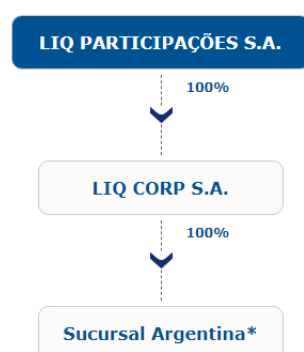 LIQ PARTICIPAÇÕES S.A.
100%
LIQ CORP S.A.
100%
Sucursal Argentina*